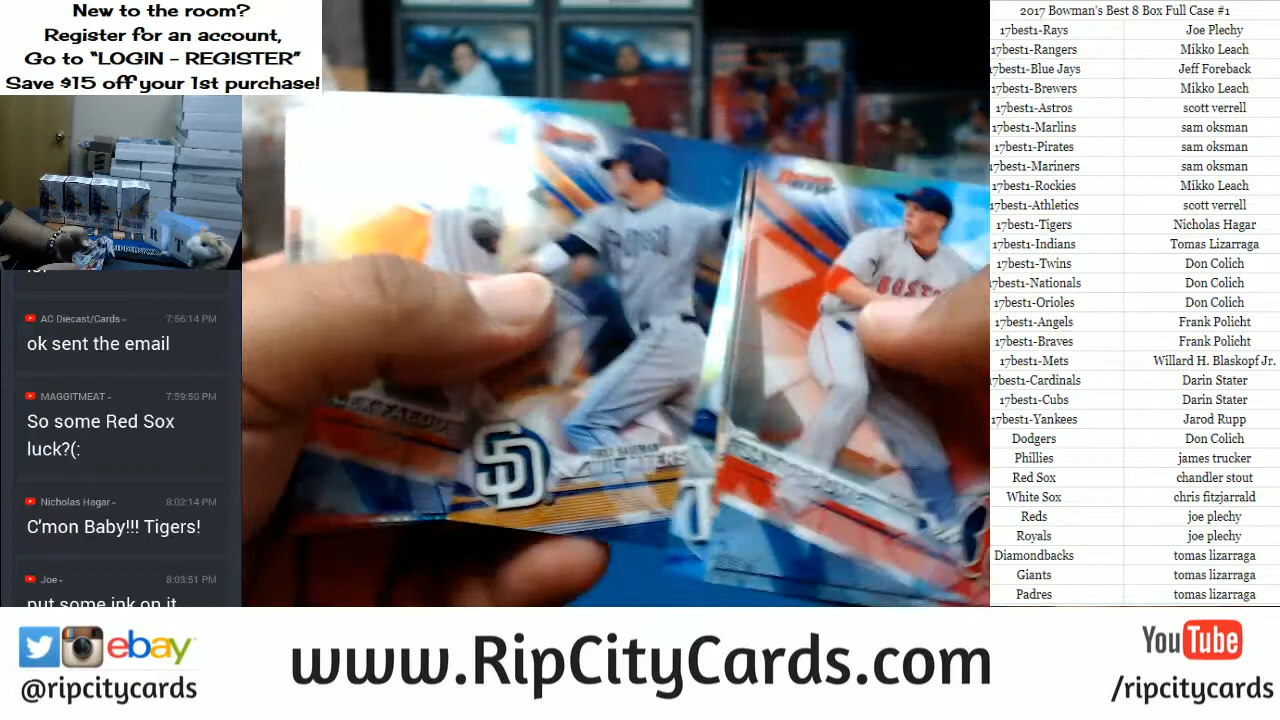 New to the room?
Register for an account,
Go to “LOGIN - REGISTER”
Save $15 off your 1st purchase!
AC Diecast/Cards
7:56:14 PM
ok sent the email
MAGGITMEAT
7:59:50 PM
So some Red Sox
luck?(:
Nicholas Hagar
8:02:14 PM
C'mon Baby!!! Tigers!
Joe
8:03:51 PM
put some ink on it
SD
BOSTON
2017 Bowman's Best 8 Box Full Case #1
17best1-Rays Joe Plechy
17best1-Rangers Mikko Leach
17best1-Blue Jays Jeff Foreback
17best1-Brewers Mikko Leach
17best1-Astros scott verrell
17best1-Marlins sam oksman
17best1-Pirates sam oksman
17best1-Mariners sam oksman
17best1-Rockies Mikko Leach
17best1-Athletics scott verrell
17best1-Tigers Nicholas Hagar
17best1-Indians Tomas Lizarraga
17best1-Twins Don Colich
17best1-Nationals Don Colich
17best1-Orioles Don Colich
17best1-Angels Frank Policht
17best1-Braves Frank Policht
17best1-Mets Willard H. Blaskopf Jr.
17best1-Cardinals Darin Stater
17best1-Cubs Darin Stater
17best1-Yankees Jarod Rupp
Dodgers Don Colich
Phillies james trucker
Red Sox chandler stout
White Sox chris fitzjarrald
Reds joe plechy
Royals joe plechy
Diamondbacks tomas lizarraga
Giants tomas lizarraga
Padres tomas lizarraga
ebay
@ripcitycards
www.RipCityCards.com
YouTube
/ripcitycards